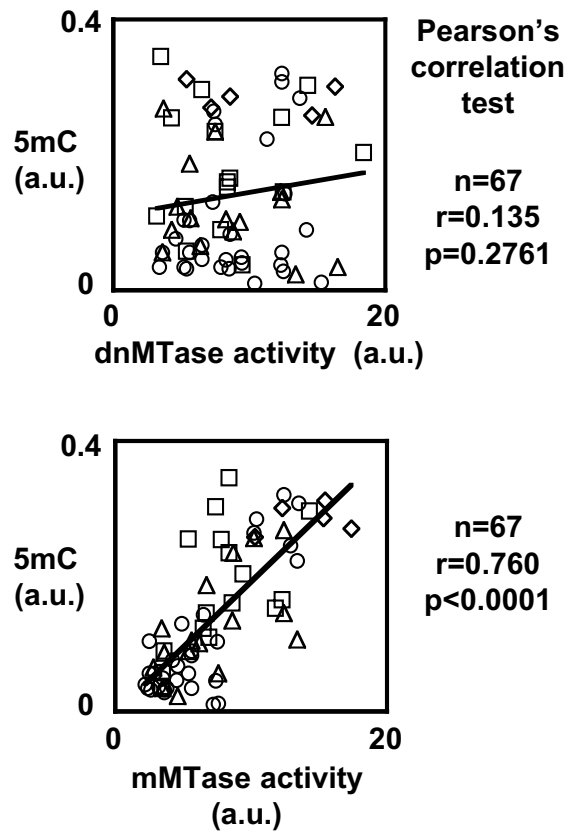 0.4
Pearson's
correlation
test
5mC
(a.u.)
n=67
r=0.135
p=0.2761
0
0
20
dnMTase activity (a.u.)
0.4
5mC
(a.u.)
n=67
r=0.760
p<0.0001
0
0
20
mMTase activity
(a.u.)